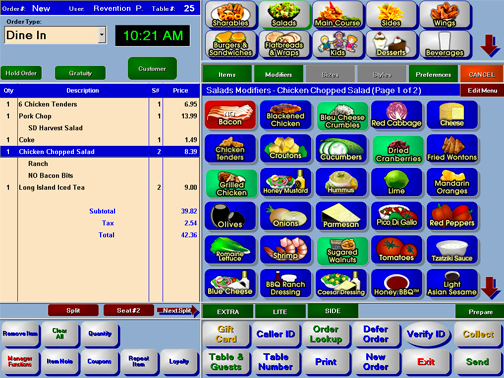 Order #: New User: Revention P. Table #: 25
Order Type:
Dine In
10:21 AM
Hold Order
Gratuity
Customer
Qty Description S# Price
1 6 Chicken Tenders 1 6.95
1 Pork Chop 1 13.99
SD Harvest Salad
1 Coke 1 1.49
1 Chicken Chopped Salad 2 8.39
Ranch
NO Bacon Bits
1 Long Island Iced Tea 2 9.00
Subtotal 39.82
Tax 2.54
Total 42.36
Split
Seat#2
Next Split
Remove Item
Clear All
Quantity
Manager Functions
Item Hold
Coupons
Repeat Item
Loyalty
Sharables
Salads
Main Course
Sides
Wings
Burgers & Sandwiches
Flatbreads & Wraps
Kids
Desserts
Beverages
Items
Modifiers
Sizes
Styles
Preferences
CANCEL
Salads Modifiers - Chicken Chopped Salad (Page 1 of 2)
Edit Menu
NO
Bacon
Blackened Chicken
Bleu Cheese Crumbles
Red Cabbage
Cheese
Chicken Tenders
Croutons
Cucumbers
Dried Cranberries
Fried Wontons
Grilled Chicken
Honey Mustard
Hummus
Lime
Mandarin Oranges
Olives
Onions
Parmesan
Pico Di Gallo
Red Peppers
Romaine Lettuce
Shrimp
Sugared Walnuts
Tomatoes
Tzatziki Sauce
Blue Cheese
BBQ Ranch Dressing
Caesar Dressing
Honey BBQ™
Light Asian Sesame
EXTRA
LITE
SIDE
Prepare
Gift Card
Caller ID
Order Lookup
Defer Order
Verify ID
Collect
Table & Guests
Table Number
Print
New Order
Exit
Send